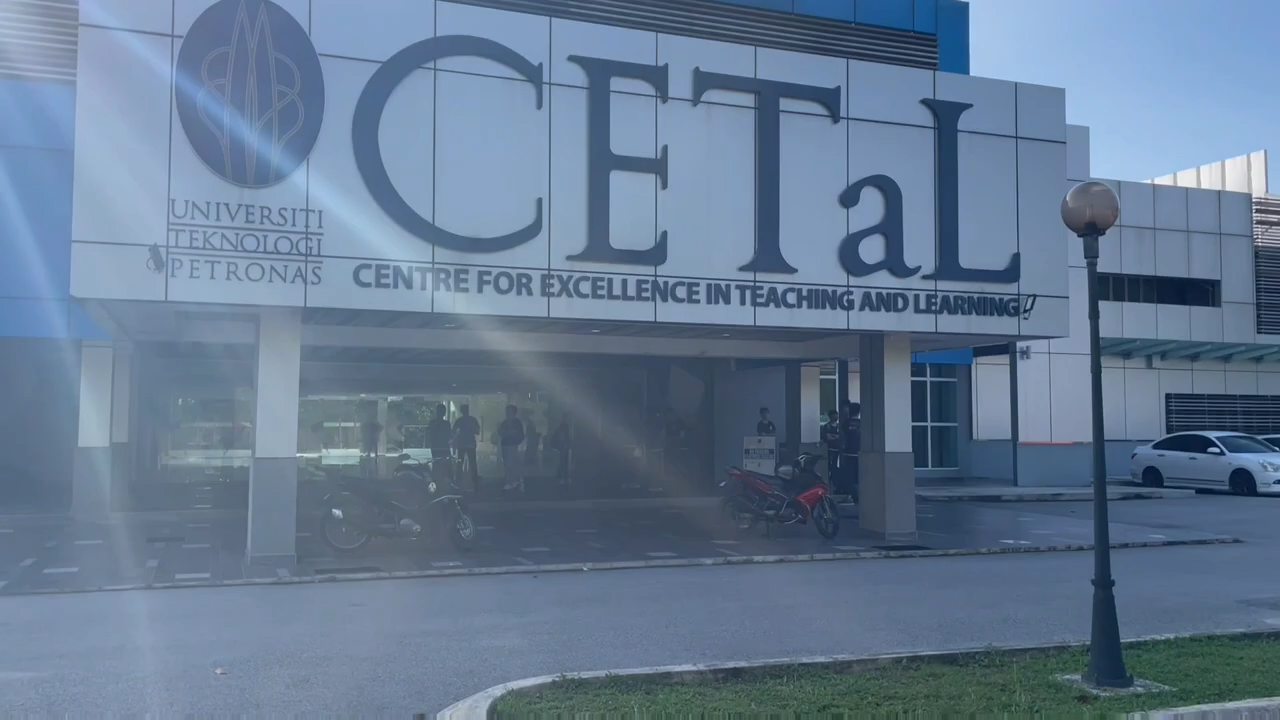 CETaL
UNIVERSITI
TEKNOLOGI
PETRONAS
CENTRE FOR EXCELLENCE IN TEACHING AND LEARNING